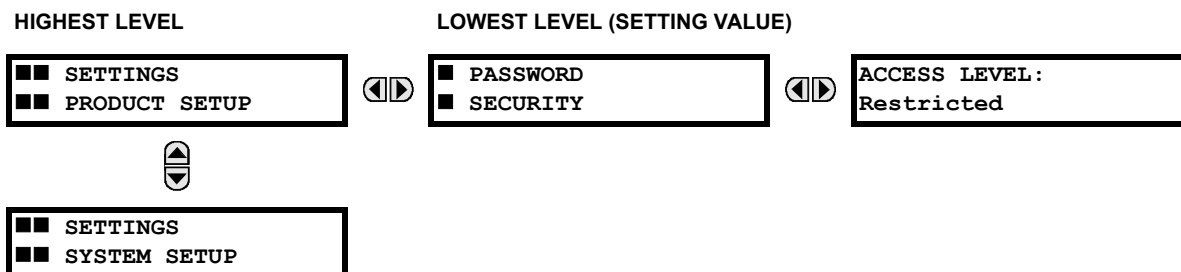 HIGHEST LEVEL
LOWEST LEVEL (SETTING VALUE)
■■ SETTINGS
■■ PRODUCT SETUP
■ PASSWORD
■ SECURITY
ACCESS LEVEL:
Restricted
■■ SETTINGS
■■ SYSTEM SETUP